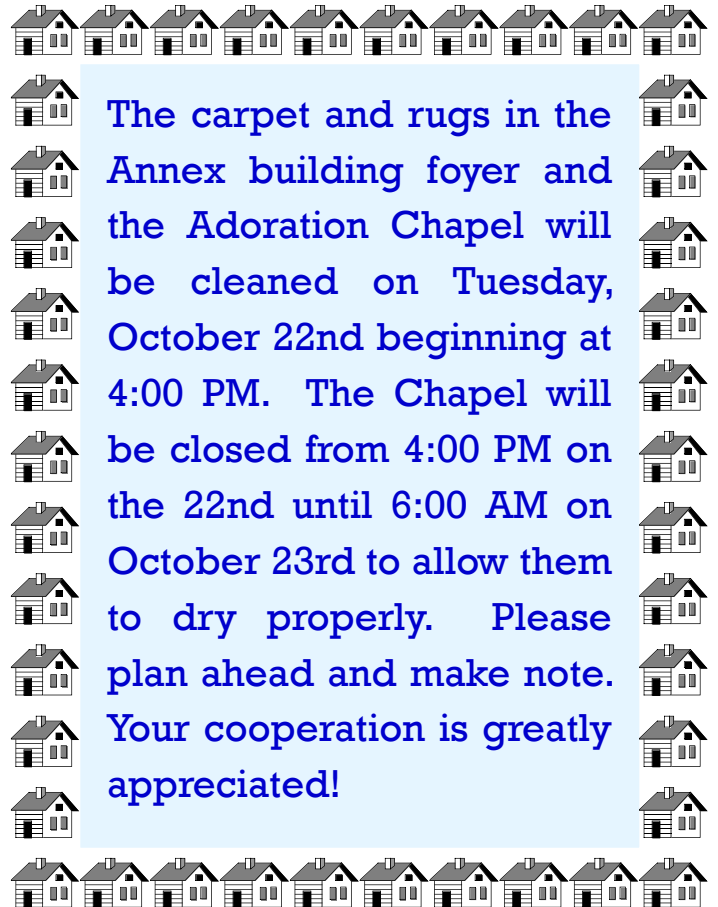 The carpet and rugs in the
Annex building foyer and
the Adoration Chapel will
be cleaned on Tuesday,
October 22nd beginning at
4:00 PM. The Chapel will
be closed from 4:00 PM on
the 22nd until 6:00 AM on
October 23rd to allow them
to dry properly. Please
plan ahead and make note.
Your cooperation is greatly
appreciated!